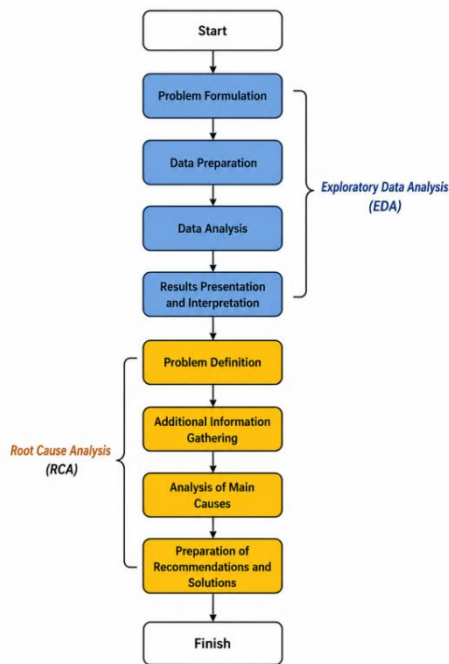 Start
Problem Formulation
Data Preparation
Exploratory Data Analysis
(EDA)
Data Analysis
Results Presentation
and Interpretation
Problem Definition
Additional Information
Gathering
Root Cause Analysis
(RCA)
Analysis of Main
Causes
Preparation of
Recommendations and
Solutions
Finish